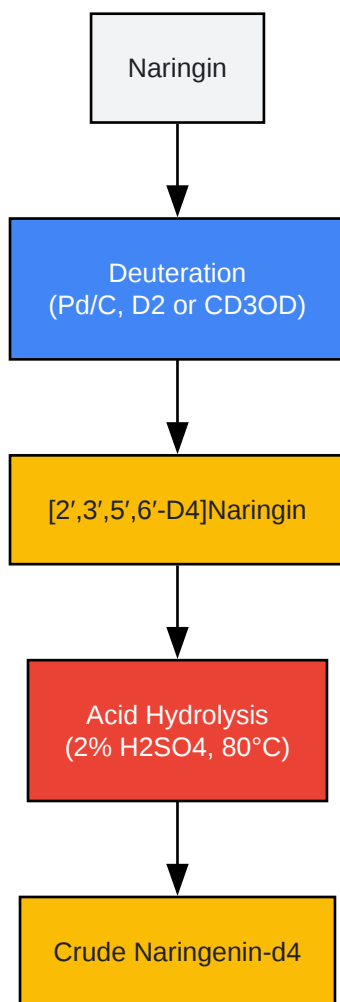 Naringin
Deuteration
(Pd/C, D2 or CD3OD)
[2′,3′,5′,6′-D4]Naringin
Acid Hydrolysis
(2% H2SO4, 80°C)
Crude Naringenin-d4